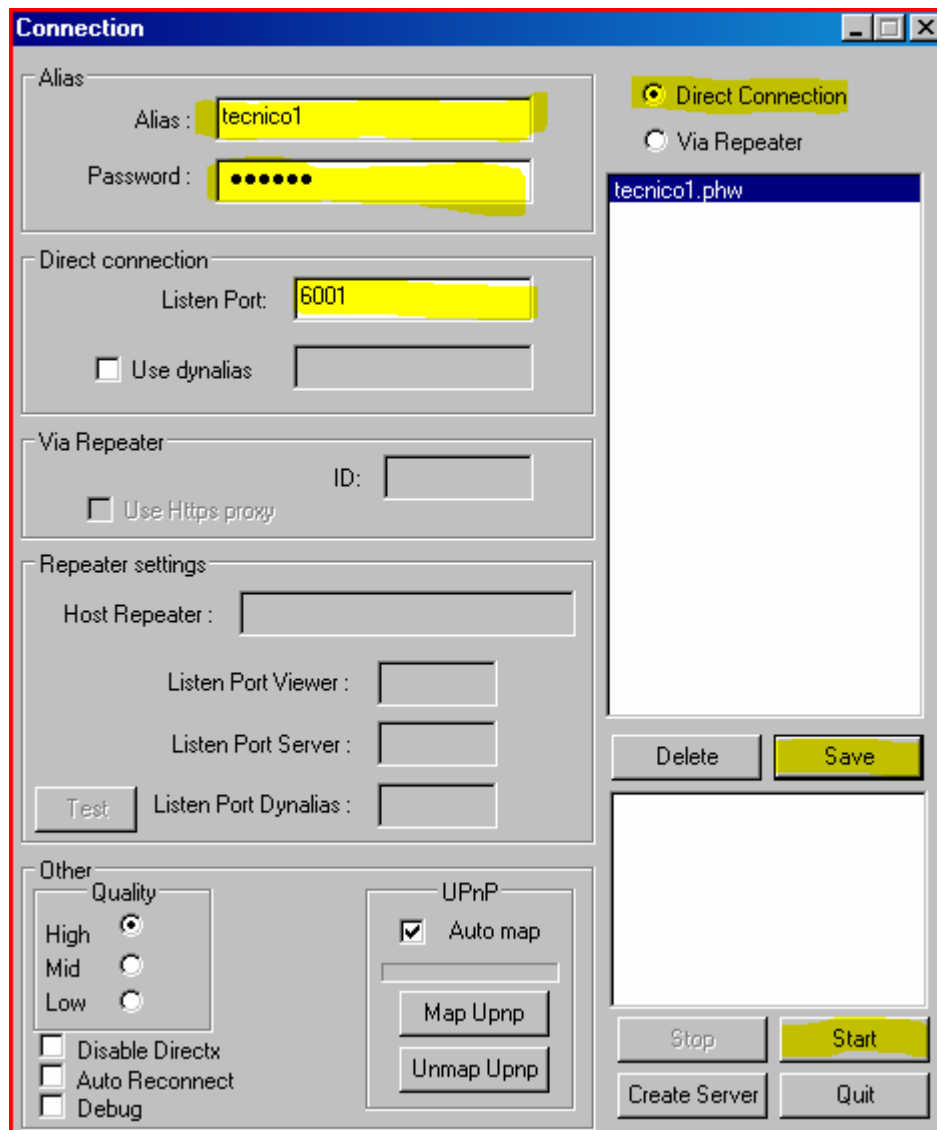 Connection
Alias
Alias : tecnico1
Password : ●●●●●●
Direct connection
Listen Port: 6001
Use dynalias
Via Repeater
ID:
Use Https proxy
Repeater settings
Host Repeater :
Listen Port Viewer :
Listen Port Server :
Test
Listen Port Dynalias :
Other
Quality
High
Mid
Low
Disable Directx
Auto Reconnect
Debug
UPnP
Auto map
Map Upnp
Unmap Upnp
Direct Connection
Via Repeater
tecnico1.phw
Delete
Save
Stop
Start
Create Server
Quit